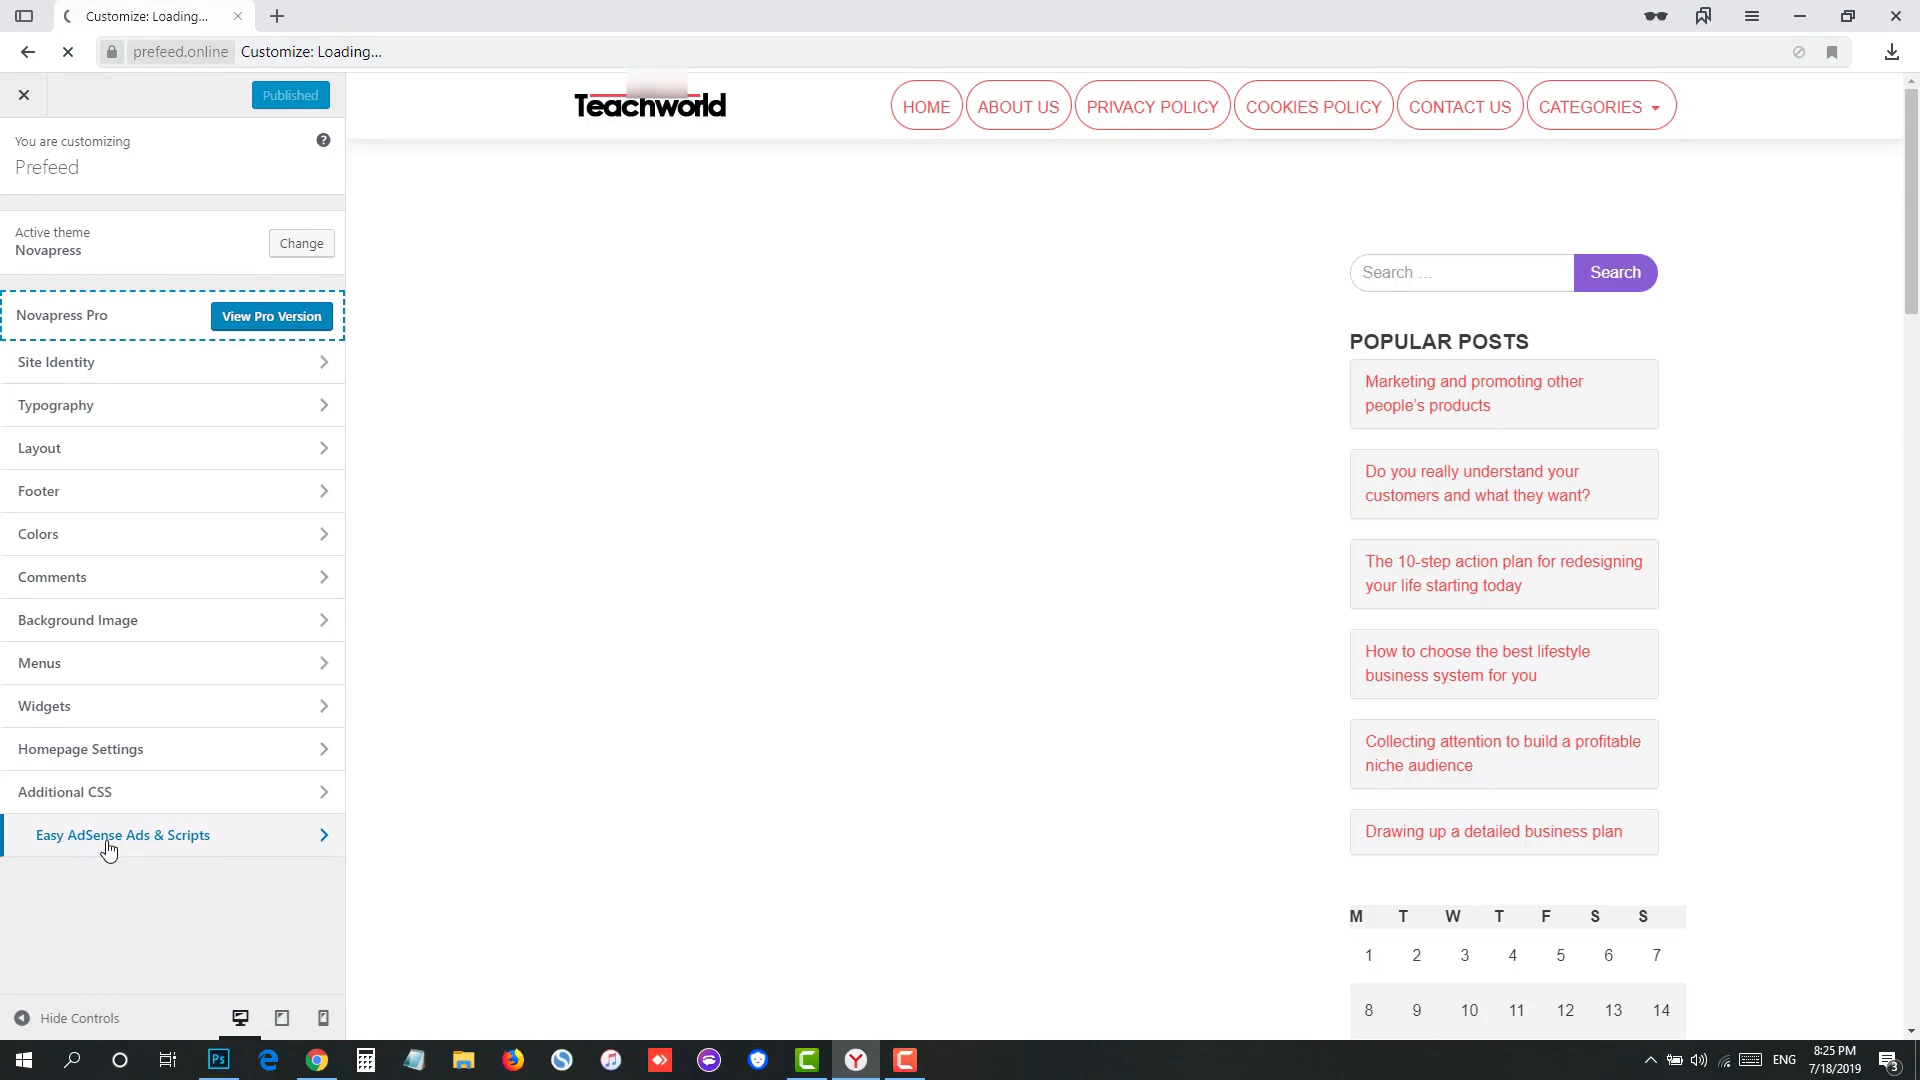 Customize: Loading...
prefeed.online Customize: Loading...
Published
You are customizing
Prefeed
Active theme
Novapress
Change
Novapress Pro
View Pro Version
Site Identity
Typography
Layout
Footer
Colors
Comments
Background Image
Menus
Widgets
Homepage Settings
Additional CSS
Easy AdSense Ads & Scripts
Hide Controls
Teachworld
HOME
ABOUT US
PRIVACY POLICY
COOKIES POLICY
CONTACT US
CATEGORIES
Search …
Search
POPULAR POSTS
Marketing and promoting other
people's products
Do you really understand your
customers and what they want?
The 10-step action plan for redesigning
your life starting today
How to choose the best lifestyle
business system for you
Collecting attention to build a profitable
niche audience
Drawing up a detailed business plan
M T W T F S S
1 2 3 4 5 6 7
8 9 10 11 12 13 14
Ps
ENG
8:25 PM
7/18/2019
3